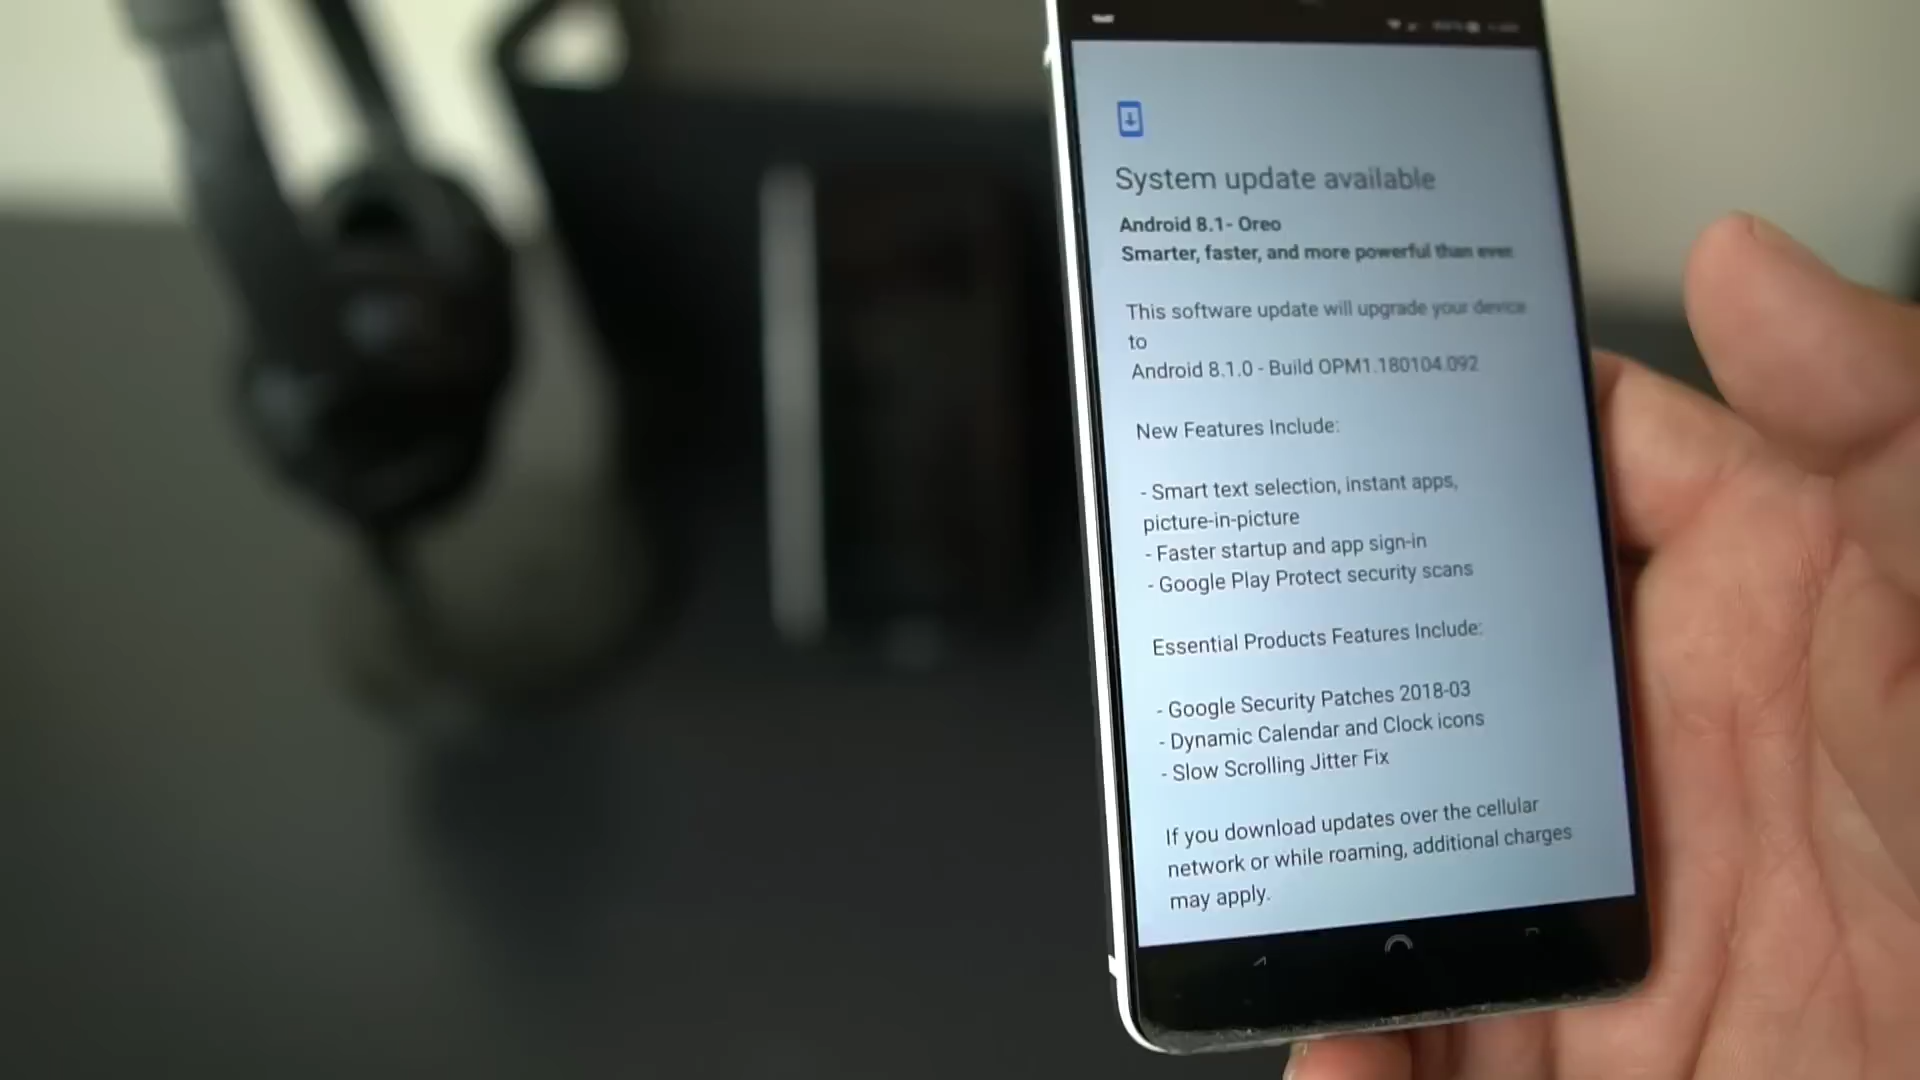 System update available
Android 8.1- Oreo
Smarter, faster, and more powerful than ever.
This software update will upgrade your device
to
Android 8.1.0 - Build OPM1.180104.092
New Features Include:
- Smart text selection, instant apps,
picture-in-picture
- Faster startup and app sign-in
- Google Play Protect security scans
Essential Products Features Include:
- Google Security Patches 2018-03
- Dynamic Calendar and Clock icons
- Slow Scrolling Jitter Fix
If you download updates over the cellular
network or while roaming, additional charges
may apply.